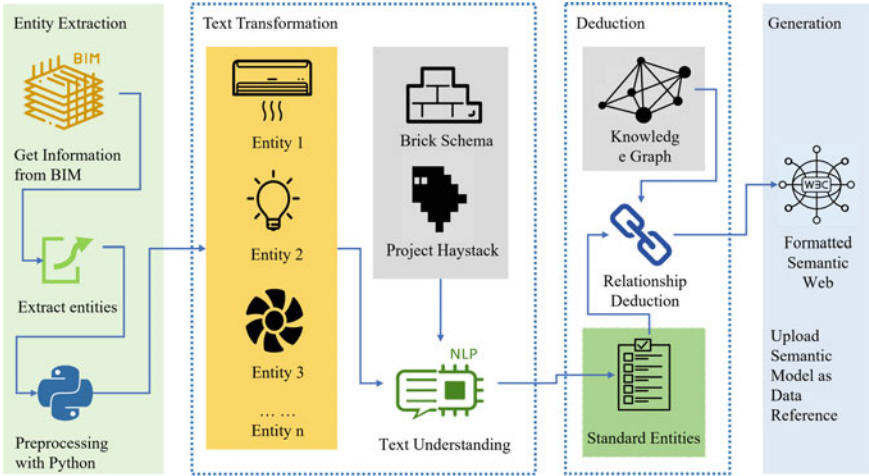 Entity Extraction
BIM
Get Information
from BIM
Extract entities
Preprocessing
with Python
Text Transformation
Entity 1
Entity 2
Entity 3
... ...
Entity n
Brick Schema
Project Haystack
NLP
Text Understanding
Deduction
Knowledg
e Graph
Relationship
Deduction
Standard Entities
Generation
W3C
Formatted
Semantic
Web
Upload
Semantic
Model as
Data
Reference